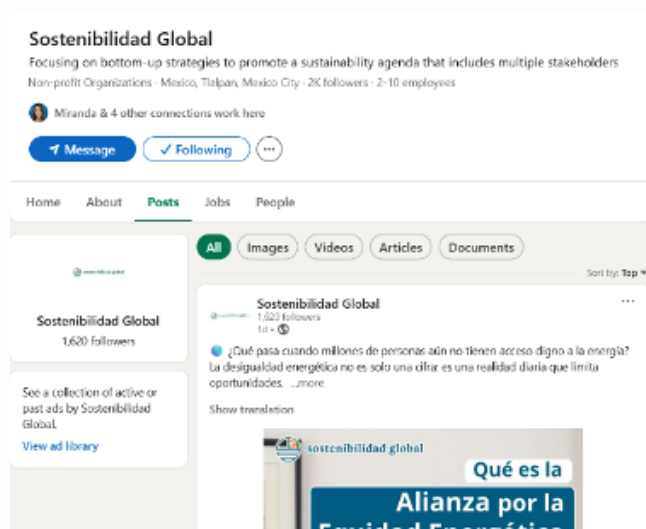 Sostenibilidad Global
Focusing on bottom-up strategies to promote a sustainability agenda that includes multiple stakeholders
Non-profit Organizations · Mexico, Tlalpan, Mexico City · 2K followers · 2-10 employees
Miranda & 4 other connections work here
Message
Following
Home
About
Posts
Jobs
People
All
Images
Videos
Articles
Documents
Sort by: Top
Sostenibilidad Global
1,620 followers
See a collection of active or
past ads by Sostenibilidad
Global.
View ad library
Sostenibilidad Global
1,620 followers
1d •
¿Qué pasa cuando millones de personas aún no tienen acceso digno a la energía?
La desigualdad energética no es solo una cifra: es una realidad diaria que limita
oportunidades. ...more
Show translation
sostenibilidad global
Qué es la
Alianza por la
Equidad Energética